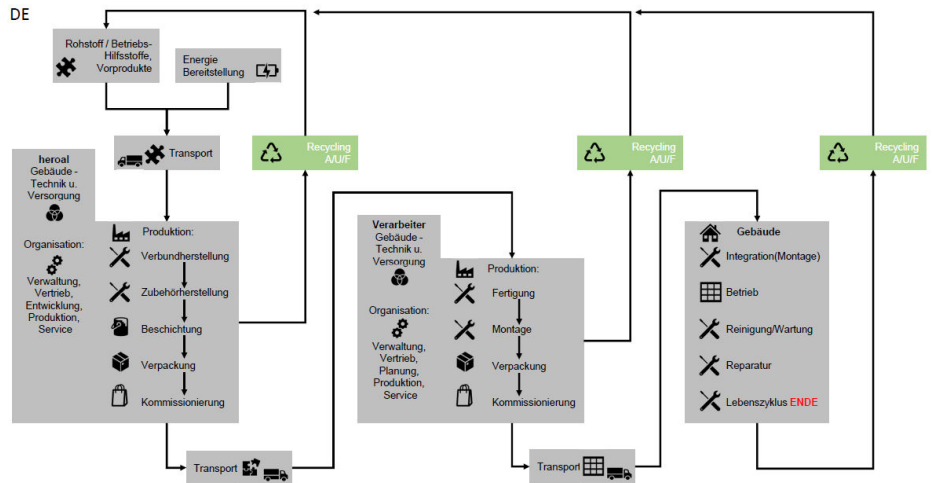 DE
Rohstoff / Betriebs-
Hilfsstoffe,
Vorprodukte
Energie
Bereitstellung
Transport
Recycling
A/U/F
Recycling
A/U/F
Recycling
A/U/F
heroal
Gebäude -
Technik u.
Versorgung
Organisation:
Verwaltung,
Vertrieb,
Entwicklung,
Produktion,
Service
Produktion:
Verbundherstellung
Zubehörherstellung
Beschichtung
Verpackung
Kommissionierung
Transport
Verarbeiter
Gebäude -
Technik u.
Versorgung
Organisation:
Verwaltung,
Vertrieb,
Planung,
Produktion,
Service
Produktion:
Fertigung
Montage
Verpackung
Kommissionierung
Transport
Gebäude
Integration(Montage)
Betrieb
Reinigung/Wartung
Reparatur
Lebenszyklus ENDE